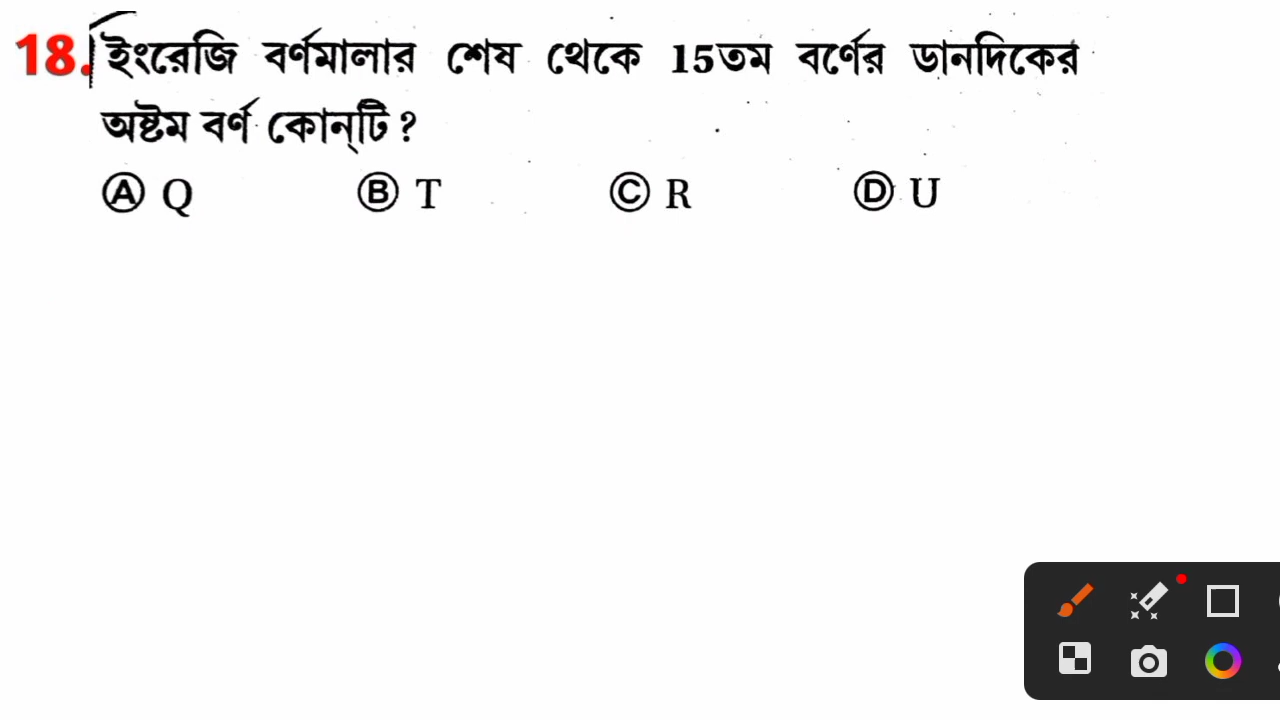 18. ইংরেজি বর্ণমালার শেষ থেকে 15তম বর্ণের ডানদিকের
অষ্টম বর্ণ কোন্‌টি ?
Ⓐ Q Ⓑ T Ⓒ R Ⓓ U